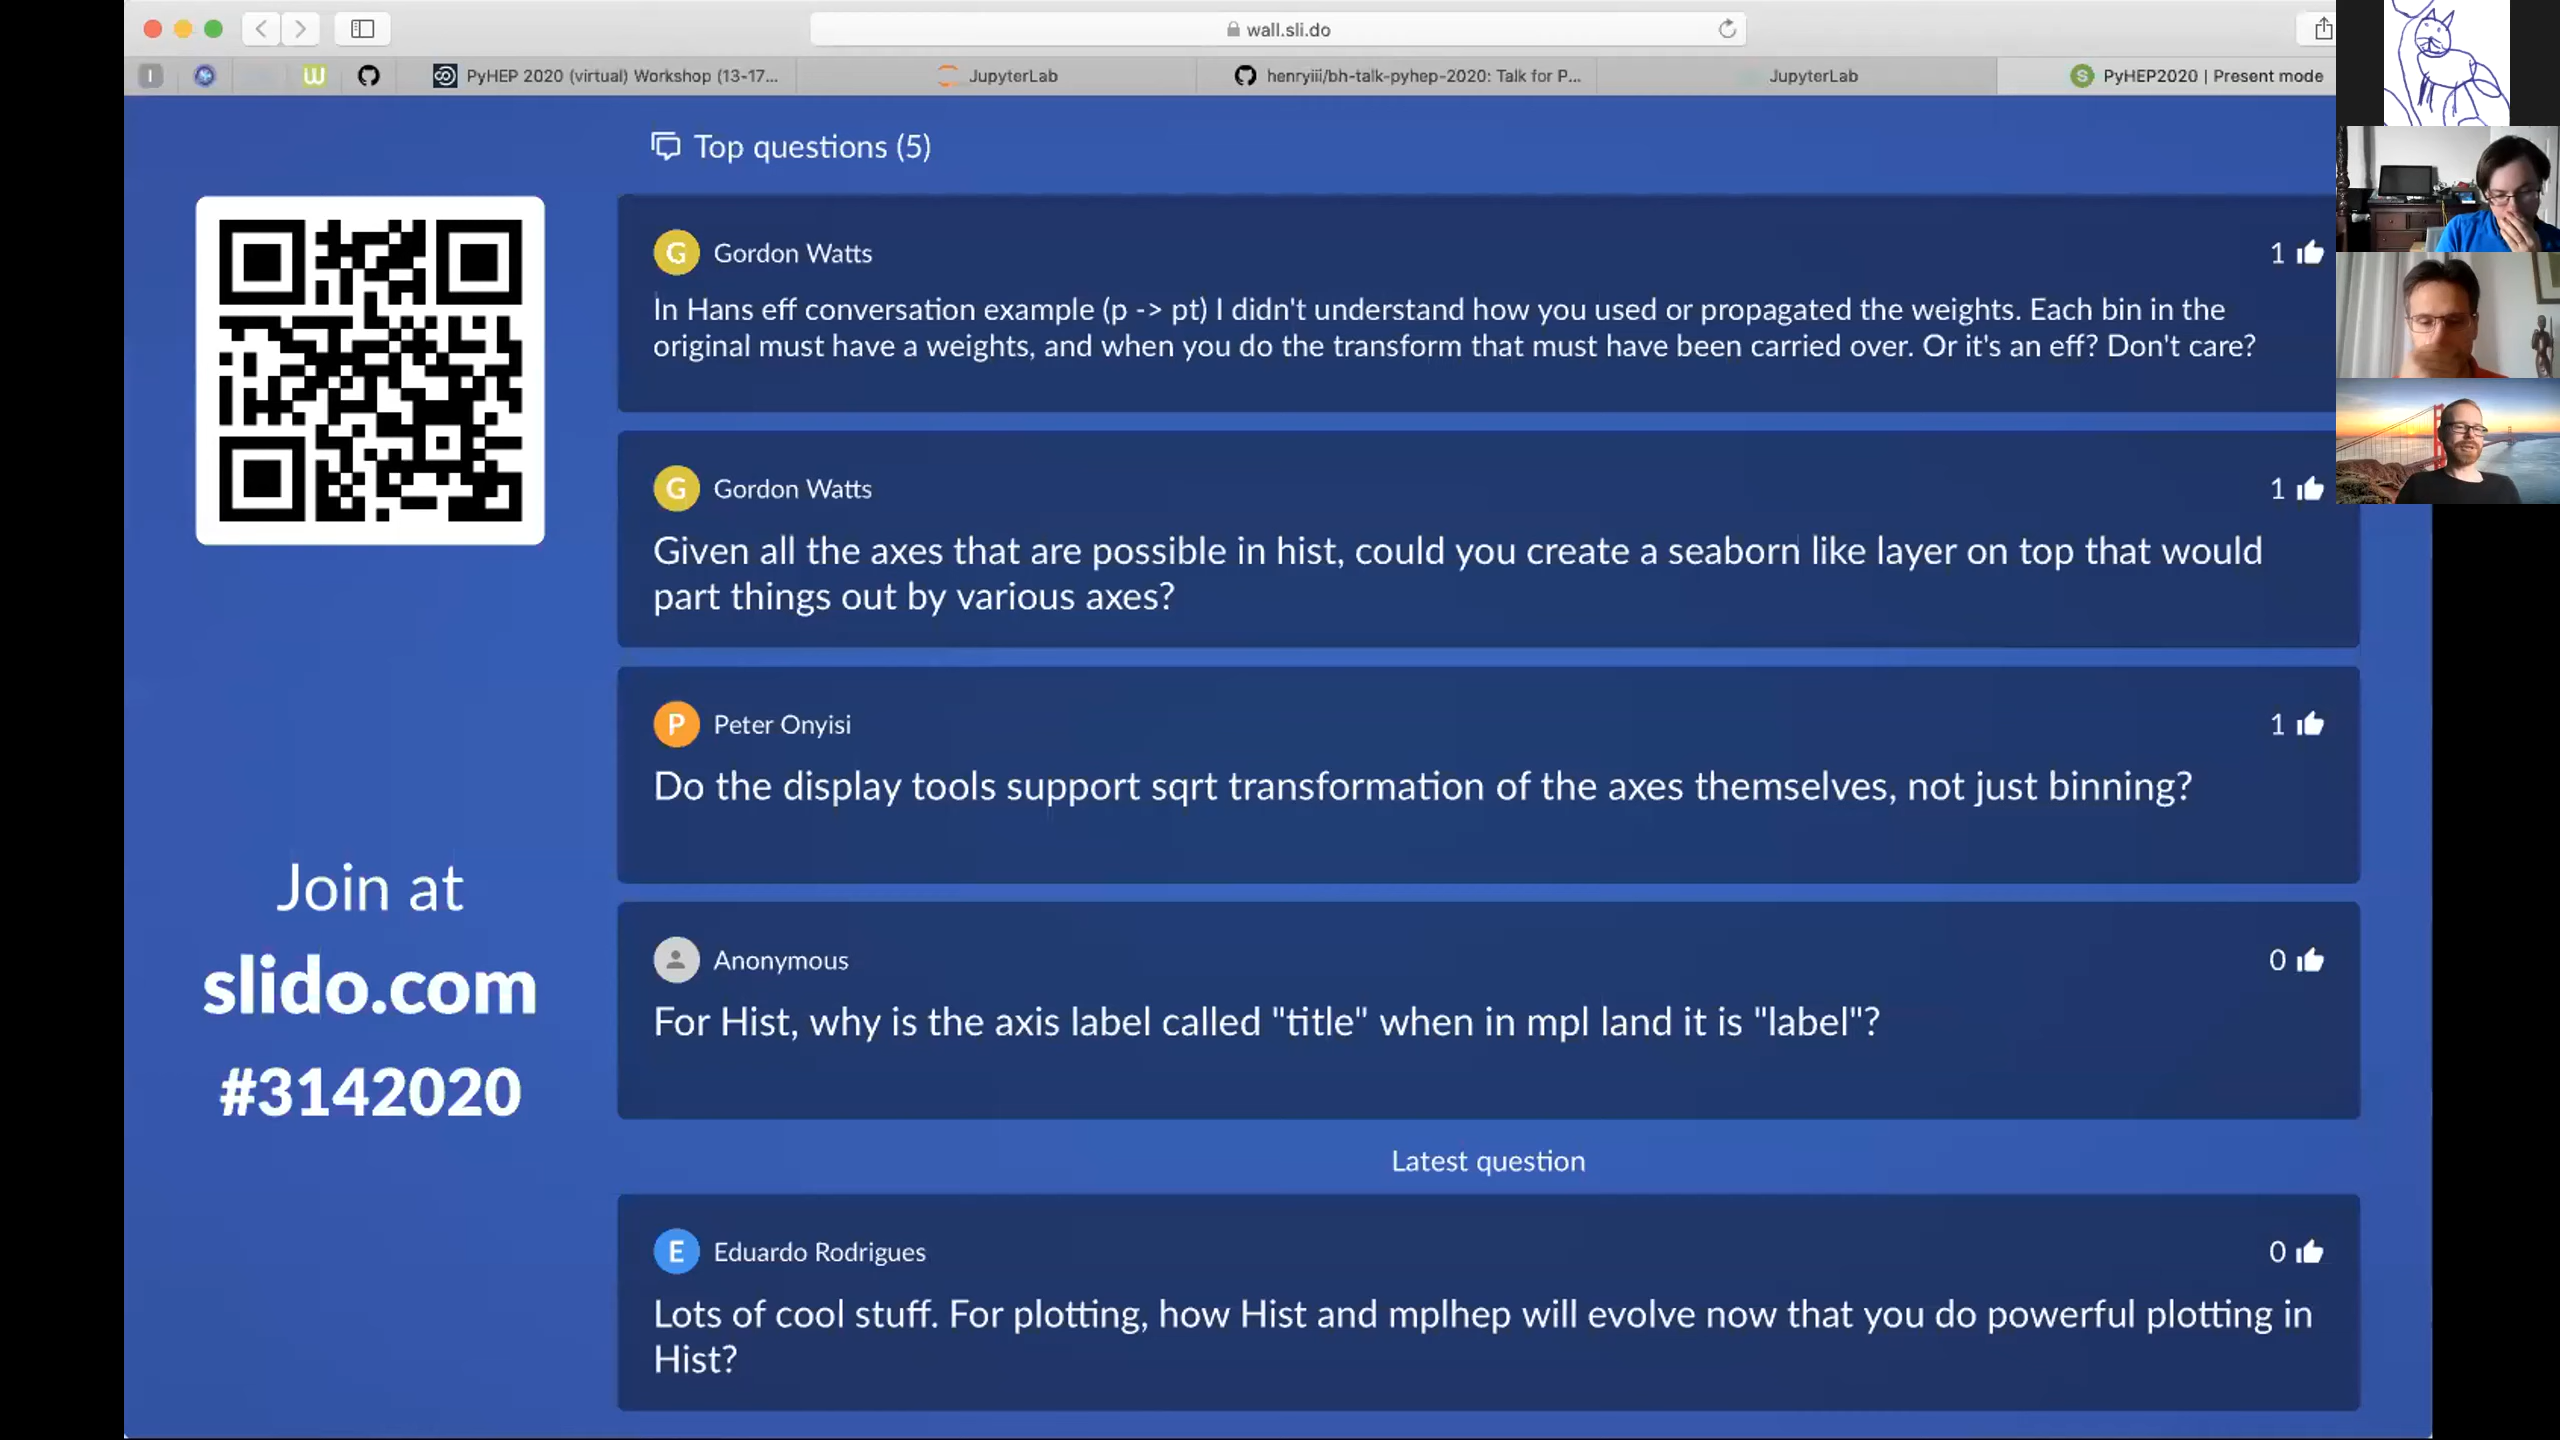 wall.sli.do
PyHEP 2020 (virtual) Workshop (13-17...
JupyterLab
henryiii/bh-talk-pyhep-2020: Talk for P...
JupyterLab
S PyHEP2020 | Present mode
I
W
Top questions (5)
G Gordon Watts 1
In Hans eff conversation example (p -> pt) I didn't understand how you used or propagated the weights. Each bin in the
original must have a weights, and when you do the transform that must have been carried over. Or it's an eff? Don't care?
G Gordon Watts 1
Given all the axes that are possible in hist, could you create a seaborn like layer on top that would
part things out by various axes?
P Peter Onyisi 1
Do the display tools support sqrt transformation of the axes themselves, not just binning?
Anonymous 0
For Hist, why is the axis label called "title" when in mpl land it is "label"?
Latest question
E Eduardo Rodrigues 0
Lots of cool stuff. For plotting, how Hist and mplhep will evolve now that you do powerful plotting in
Hist?
Join at
slido.com
#3142020